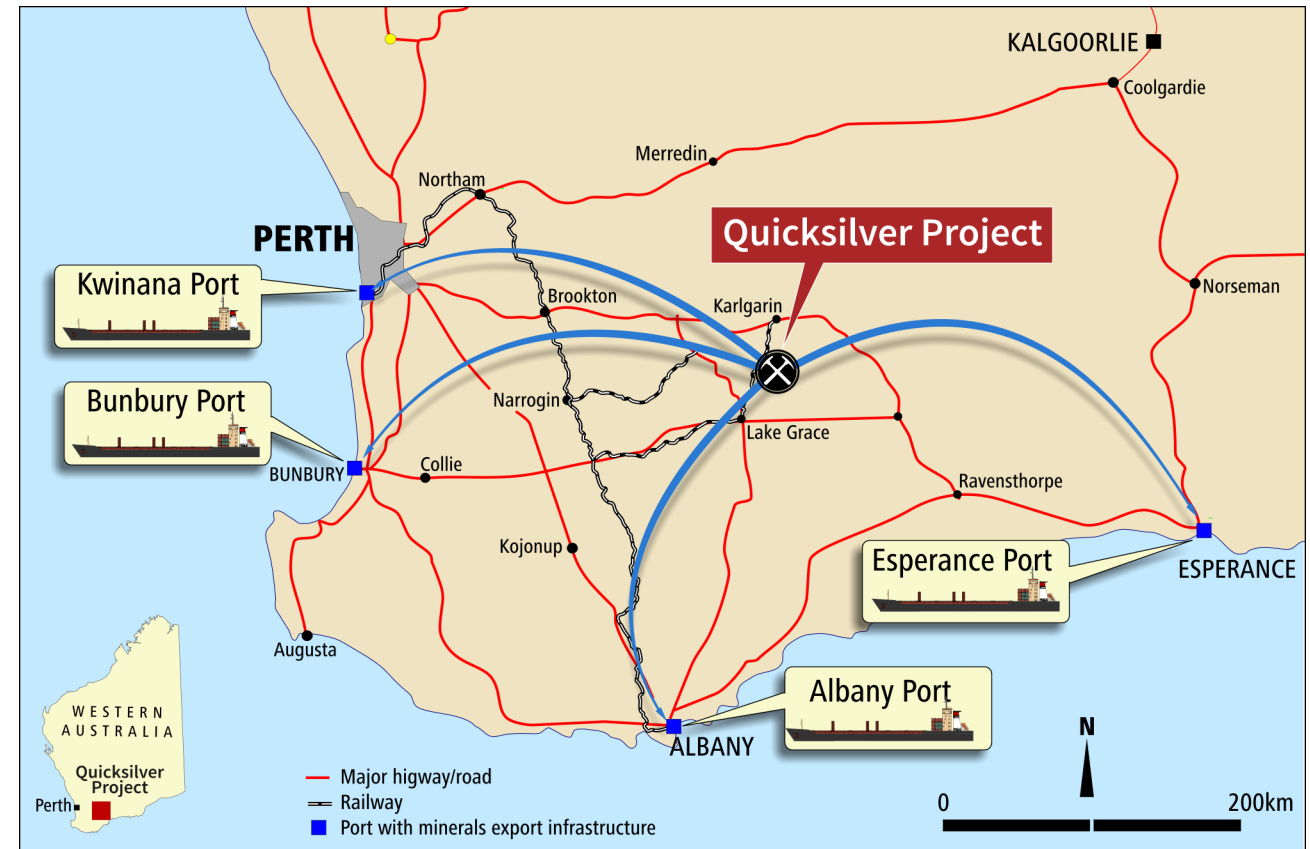 KALGOORLIE
Coolgardie
Merredin
Northam
PERTH
Quicksilver Project
Kwinana Port
Norseman
Brookton
Karlgarin
Bunbury Port
Narrogin
Lake Grace
BUNBURY
Collie
Ravensthorpe
Kojonup
Esperance Port
ESPERANCE
Augusta
Albany Port
ALBANY
WESTERN
AUSTRALIA
Quicksilver
Project
Perth
Major higway/road
Railway
Port with minerals export infrastructure
N
0 200km